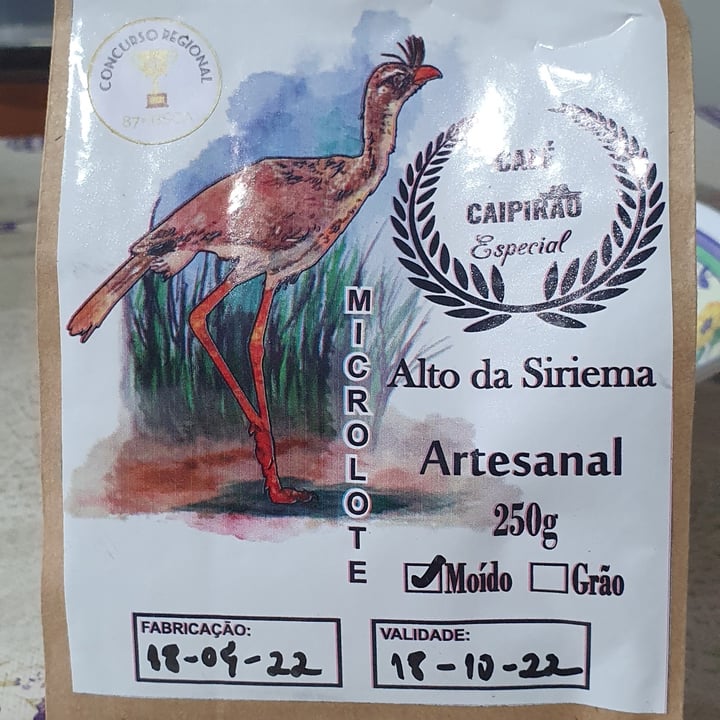 CONCURSO REGIONAL
CAFÉ
CAIPIRÃO
Especial
MICROLOTE
Alto da Siriema
Artesanal
250g
Moído Grão
FABRICAÇÃO:
18-04-22
VALIDADE:
18-10-22